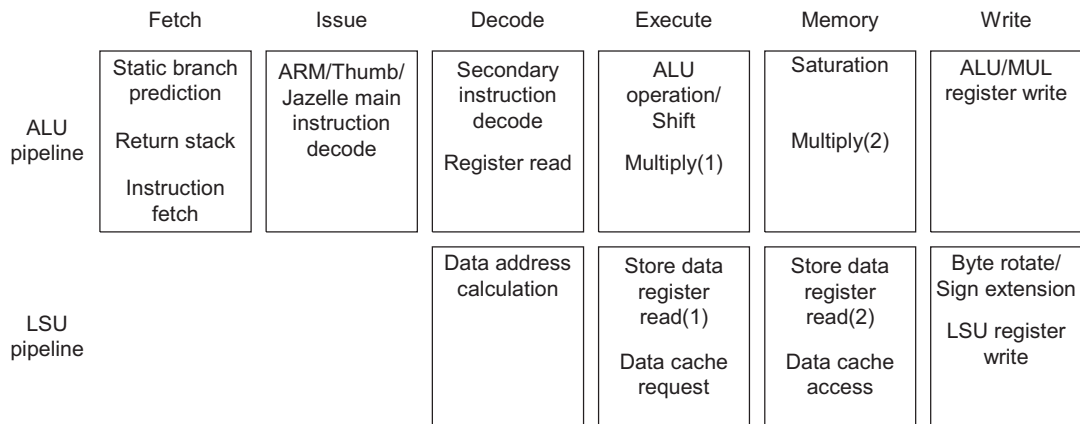 Fetch
Issue
Decode
Execute
Memory
Write
ALU
pipeline
Static branch
prediction
Return stack
Instruction
fetch
ARM/Thumb/
Jazelle main
instruction
decode
Secondary
instruction
decode
Register read
ALU
operation/
Shift
Multiply(1)
Saturation
Multiply(2)
ALU/MUL
register write
LSU
pipeline
Data address
calculation
Store data
register
read(1)
Data cache
request
Store data
register
read(2)
Data cache
access
Byte rotate/
Sign extension
LSU register
write